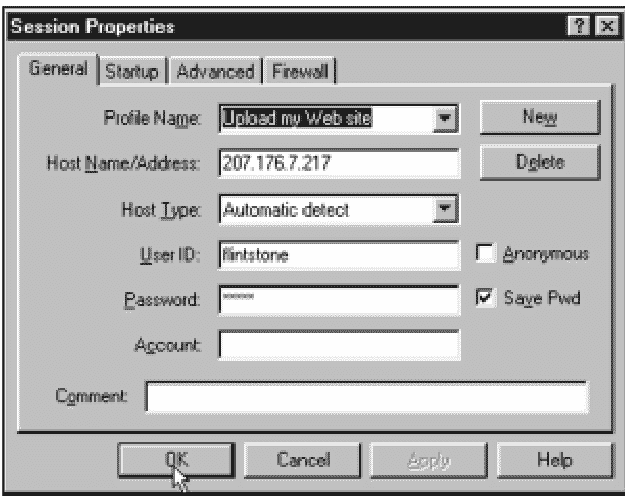 Session Properties
General Startup Advanced Firewall
Profile Name: Upload my Web site New
Host Name/Address: 207.176.7.217 Delete
Host Type: Automatic detect
User ID: flintstone Anonymous
Password: ***** Save Pwd
Account:
Comment:
OK Cancel Apply Help